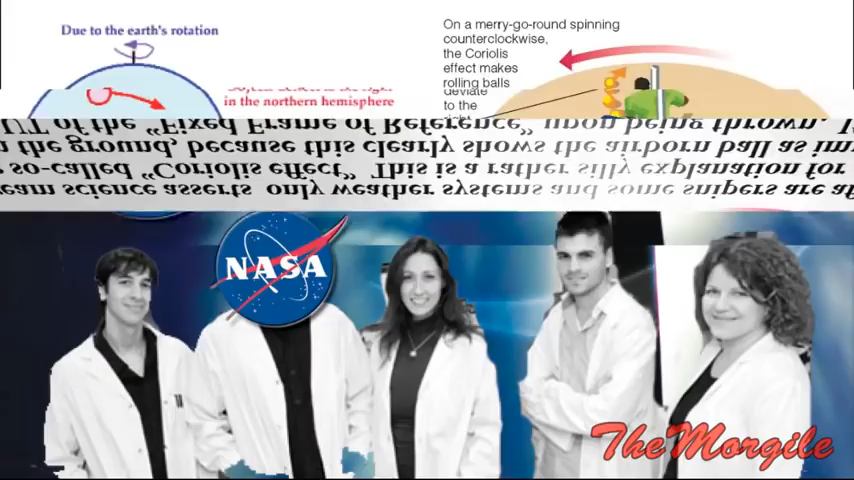 Due to the earth's rotation
in the northern hemisphere
On a merry-go-round spinning
counterclockwise,
the Coriolis
effect makes
rolling balls
deviate
to the
science asserts only weather systems and some snipers are
so-called "Coriolis effect". This is a rather silly explanation for
the ground, because this clearly shows the airborn ball as
of the "Fixed Frame of Reference" upon being thrown.
NASA
TheMorgile